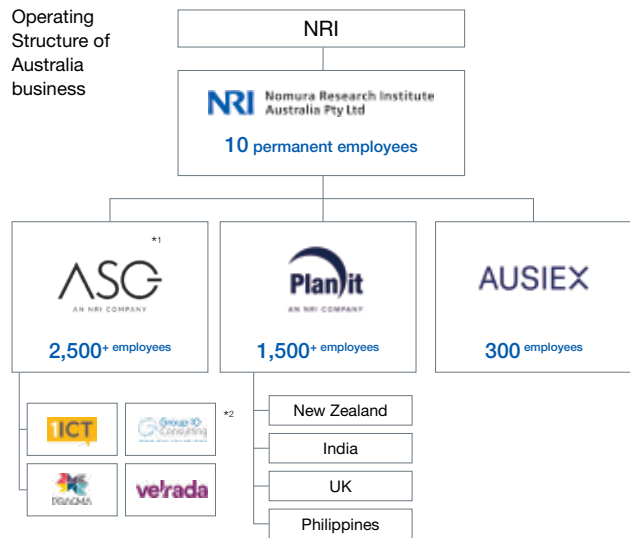 Operating
Structure of
Australia
business
NRI
NRI Nomura Research Institute
Australia Pty Ltd
10 permanent employees
*1
ASG
AN NRI COMPANY
2,500+ employees
Planit
AN NRI COMPANY
1,500+ employees
AUSIEX
300 employees
1ICT
Group 10
Consulting
*2
PRAGMA
velrada
New Zealand
India
UK
Philippines